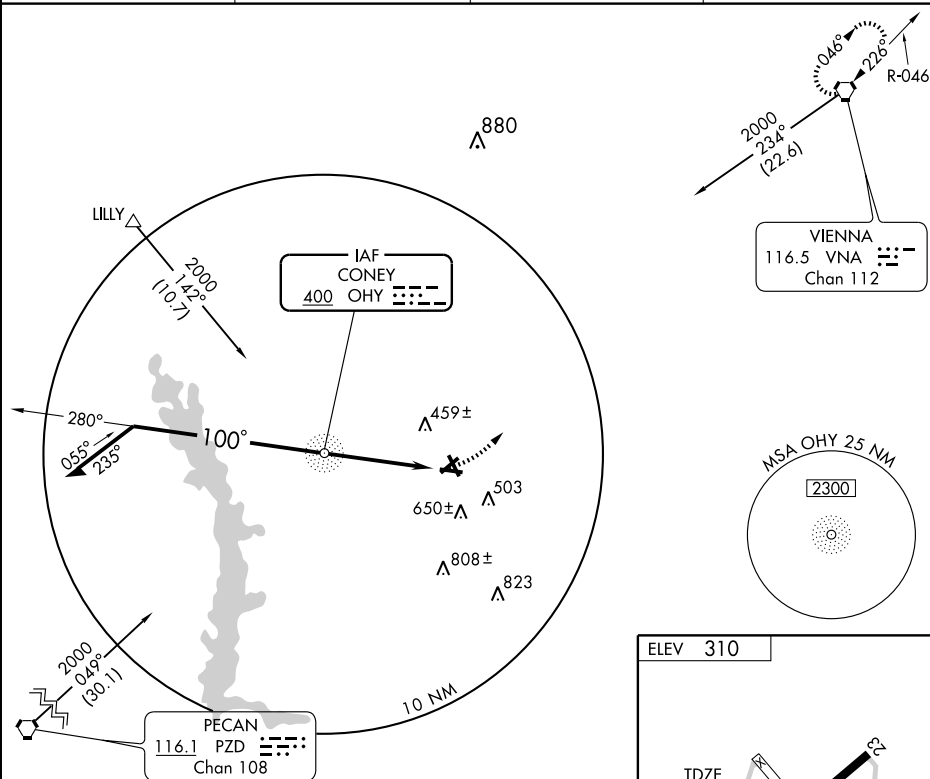 880
046°
226°
R-046
2000
234°
(22.6)
VIENNA
116.5 VNA
Chan 112
LILLY
2000
142°
(10.7)
IAF
CONEY
400 OHY
280°
055°
235°
100°
459±
503
650±
808±
823
MSA OHY 25 NM
2300
2000
049°
(30.1)
PECAN
116.1 PZD
Chan 108
10 NM
ELEV 310
TDZE
23